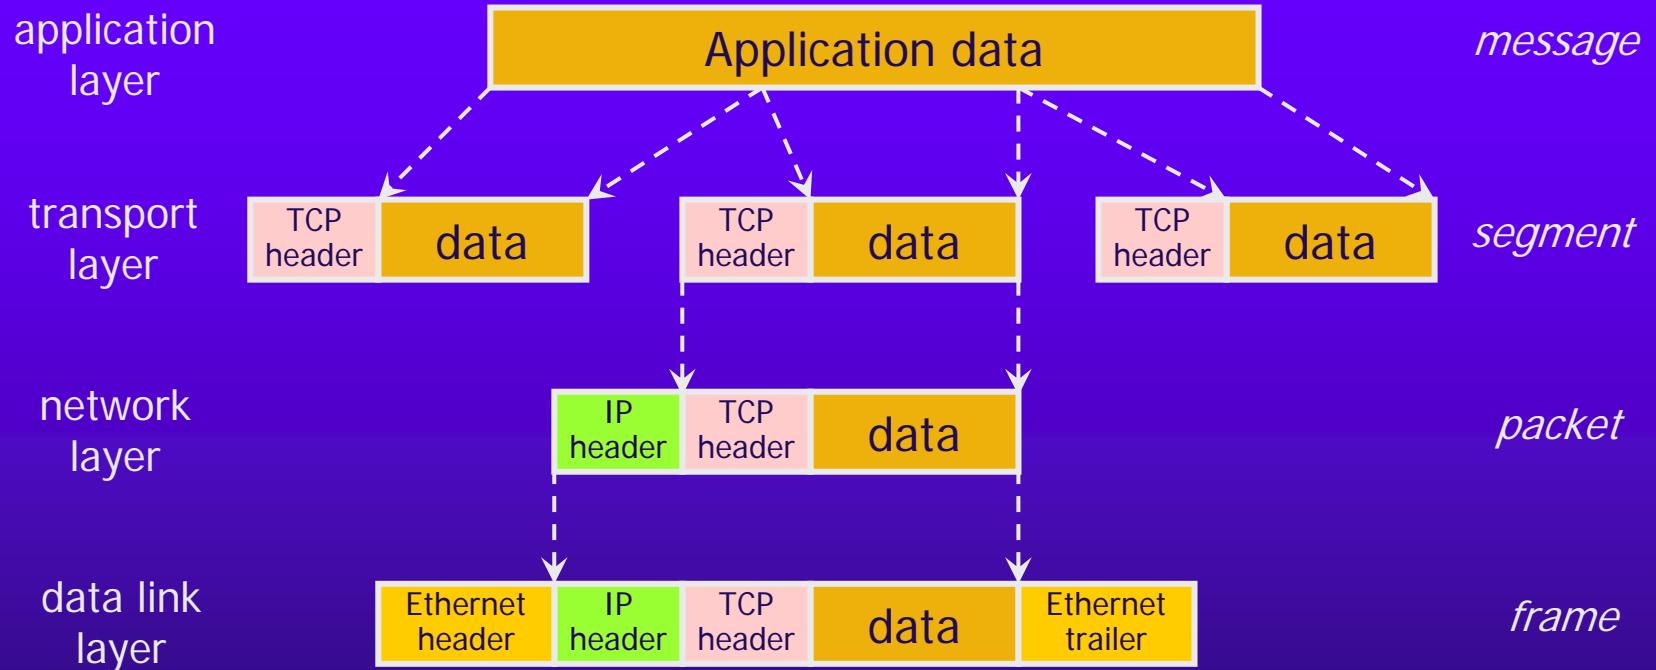 application
layer
Application data
message
transport
layer
TCP
header
data
TCP
header
data
TCP
header
data
segment
network
layer
IP
header
TCP
header
data
packet
data link
layer
Ethernet
header
IP
header
TCP
header
data
Ethernet
trailer
frame